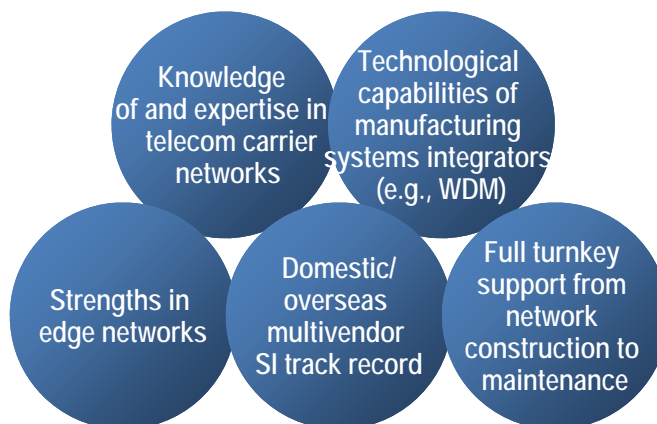 Knowledge
of and expertise in
telecom carrier
networks
Technological
capabilities of
manufacturing
systems integrators
(e.g., WDM)
Strengths in
edge networks
Domestic/
overseas
multivendor
SI track record
Full turnkey
support from
network
construction to
maintenance